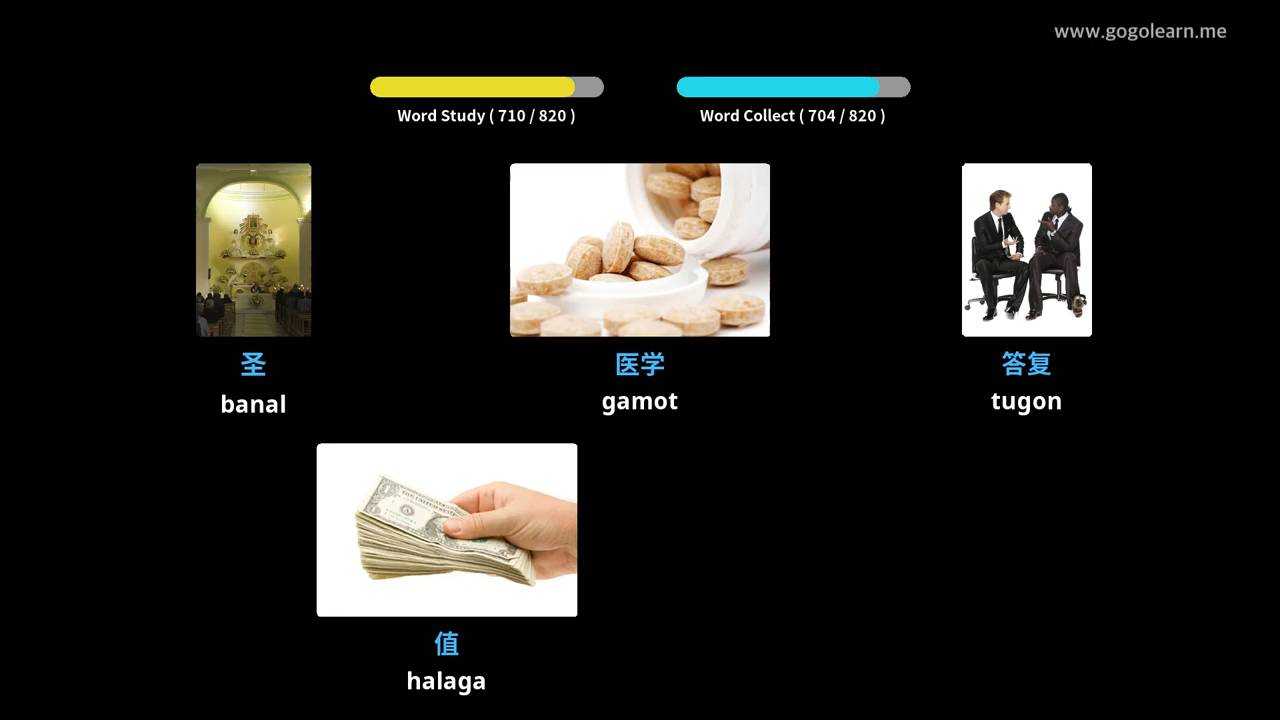 www.gogolearn.me
Word Study ( 710 / 820 )
Word Collect ( 704 / 820 )
圣
banal
医学
gamot
答复
tugon
值
halaga